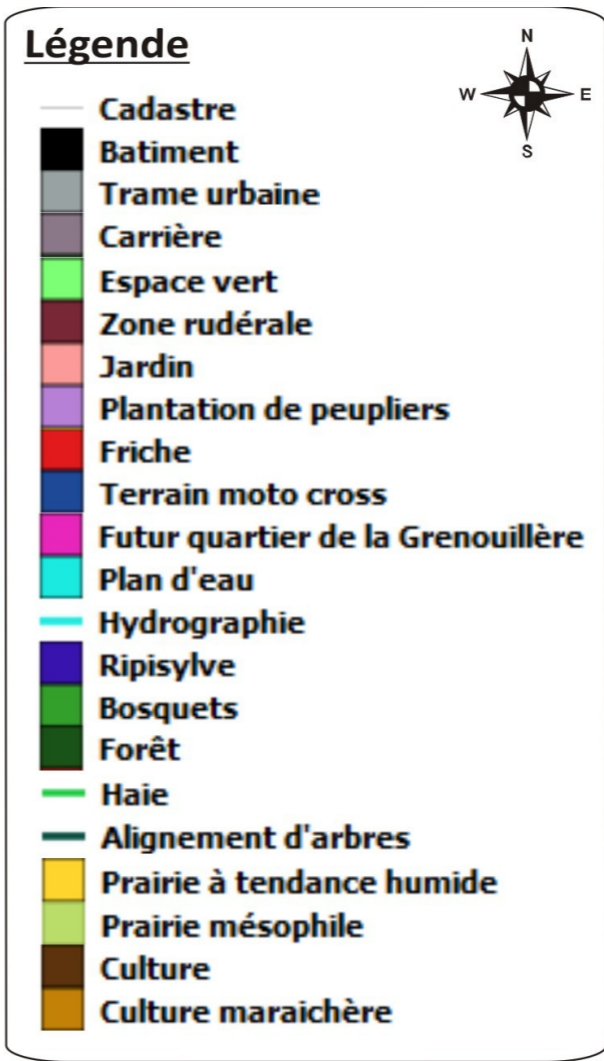 Légende
N
W E
S
Cadastre
Batiment
Trame urbaine
Carrière
Espace vert
Zone rudérale
Jardin
Plantation de peupliers
Friche
Terrain moto cross
Futur quartier de la Grenouillère
Plan d'eau
Hydrographie
Ripisylve
Bosquets
Forêt
Haie
Alignement d'arbres
Prairie à tendance humide
Prairie mésophile
Culture
Culture maraichère